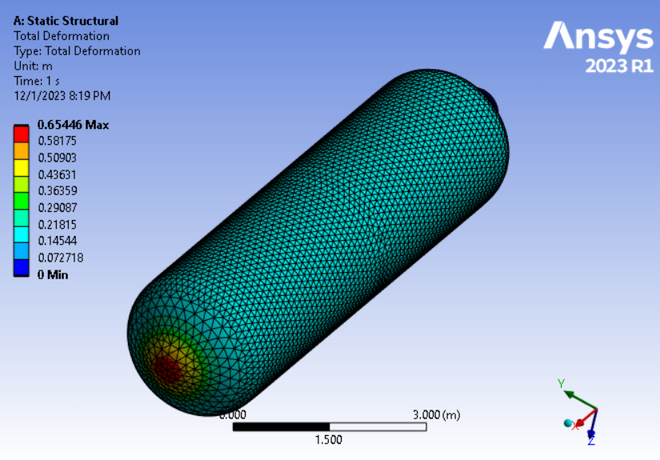 A: Static Structural
Total Deformation
Type: Total Deformation
Unit: m
Time: 1 s
12/1/2023 8:19 PM
Ansys
2023 R1
0.65446 Max
0.58175
0.50903
0.43631
0.36359
0.29087
0.21815
0.14544
0.072718
0 Min
0.000 3.000 (m)
1.500
Y
X
Z